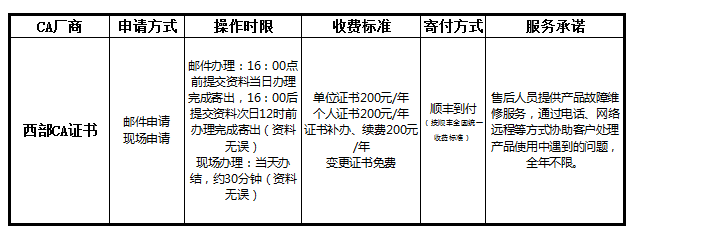 CA厂商
申请方式
操作时限
收费标准
寄付方式
服务承诺
西部CA证书
邮件申请
现场申请
邮件办理：16：00点
前提交资料当日办理
完成寄出，16：00后
提交资料次日12时前
办理完成寄出（资料
无误）
现场办理：当天办
结，约30分钟（资料
无误）
单位证书200元/年
个人证书200元/年
证书补办、续费200元
/年
变更证书免费
顺丰到付
（按顺丰全国统一
收费标准）
售后人员提供产品故障维
修服务，通过电话、网络
远程等方式协助客户处理
产品使用中遇到的问题，
全年不限。